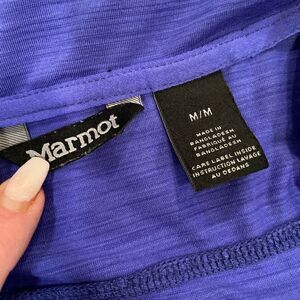 Marmot
M/M
MADE IN
BANGLADESH
FABRIQUÉ AU
BANGLADESH
CARE LABEL INSIDE
INSTRUCTION LAVAGE
AU DEDANS